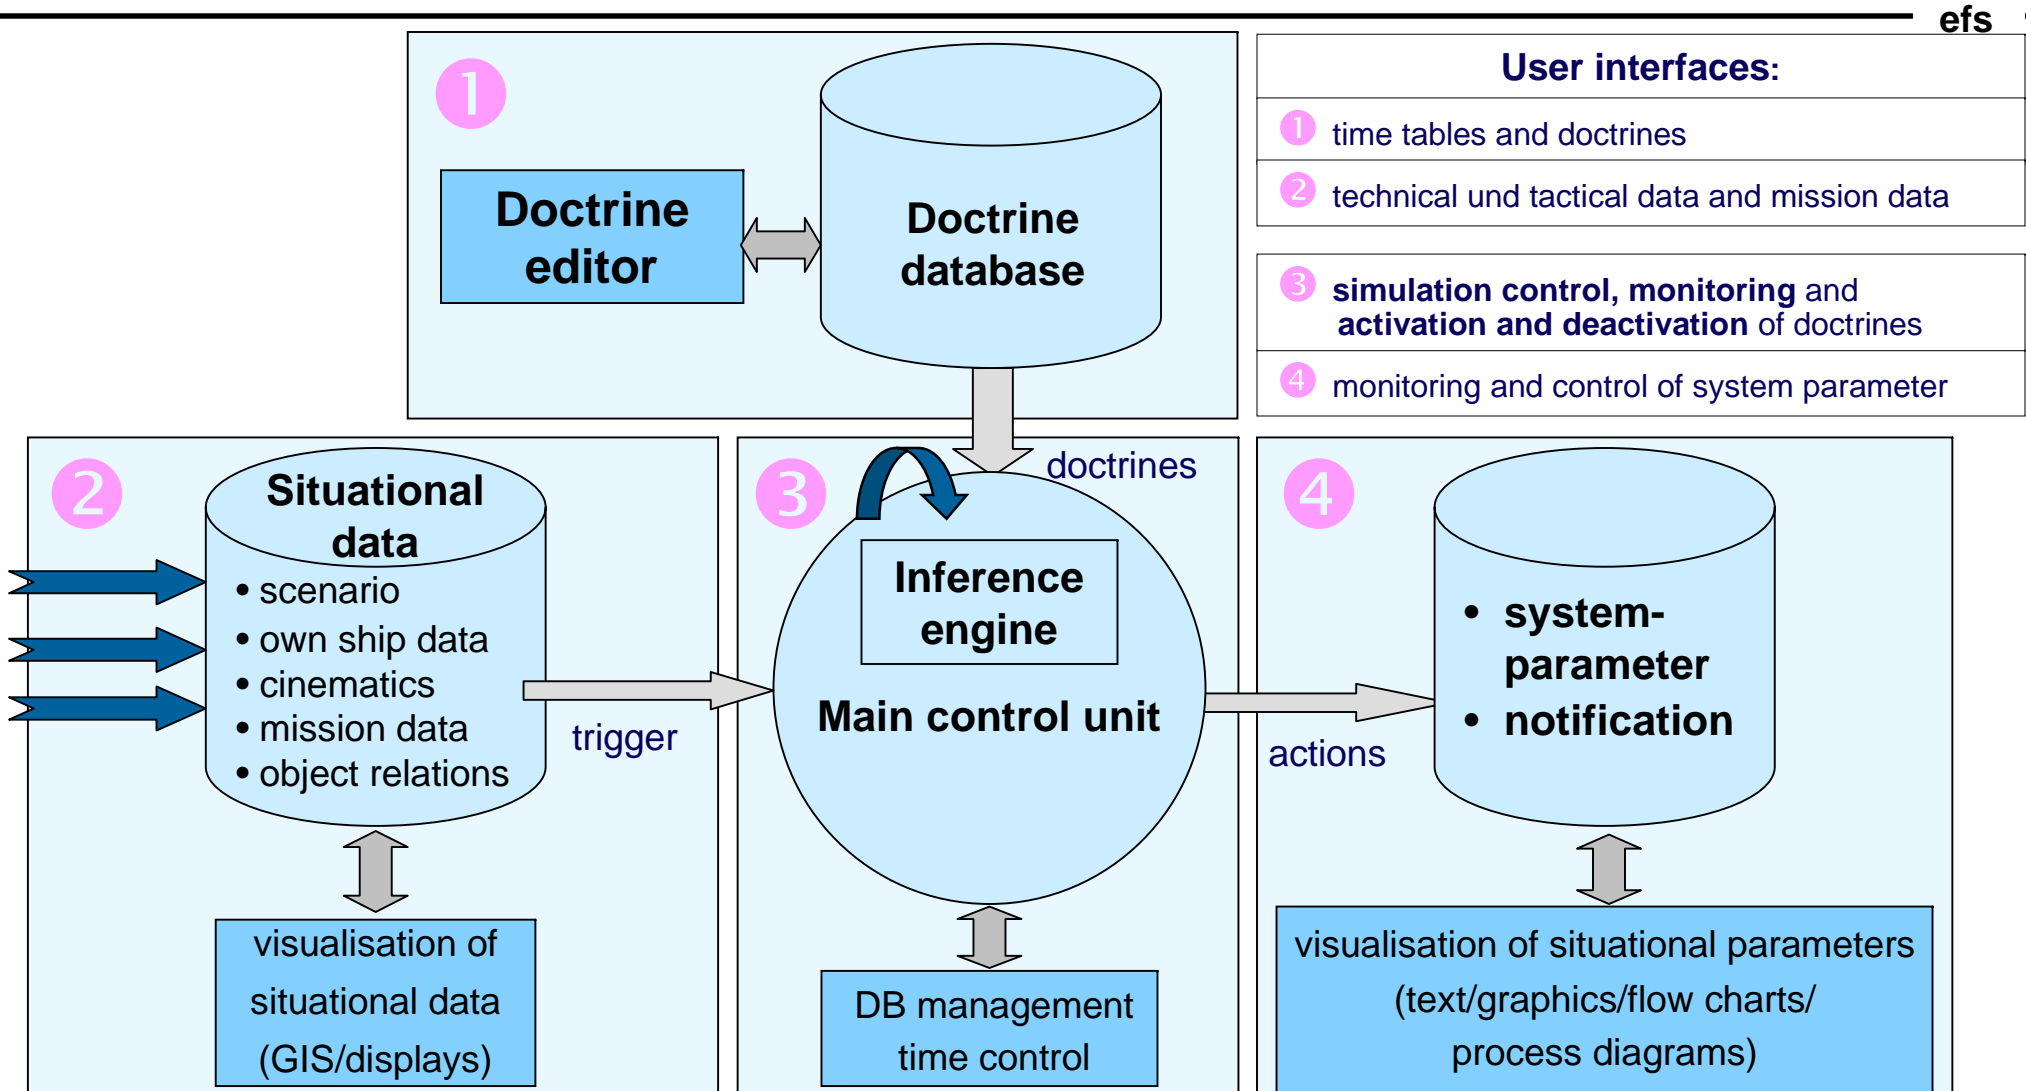 efs
1
Doctrine
editor
Doctrine
database
User interfaces:
1 time tables and doctrines
2 technical und tactical data and mission data
3 simulation control, monitoring and
activation and deactivation of doctrines
4 monitoring and control of system parameter
2
Situational
data
• scenario
• own ship data
• cinematics
• mission data
• object relations
trigger
visualisation of
situational data
(GIS/displays)
3
doctrines
Inference
engine
Main control unit
DB management
time control
actions
4
• system-
parameter
• notification
visualisation of situational parameters
(text/graphics/flow charts/
process diagrams)